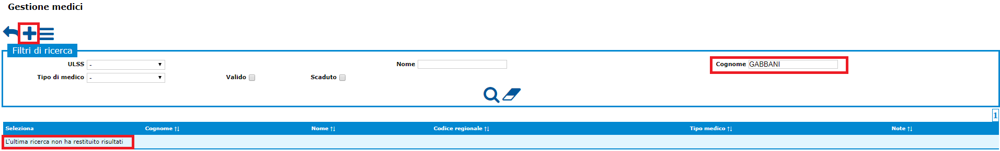 Gestione medici
Filtri di ricerca
ULSS - Nome Cognome GABBANI
Tipo di medico - Valido Scaduto
1
Seleziona Cognome ↑↓ Nome ↑↓ Codice regionale ↑↓ Tipo medico ↑↓ Note ↑↓
L'ultima ricerca non ha restituito risultati